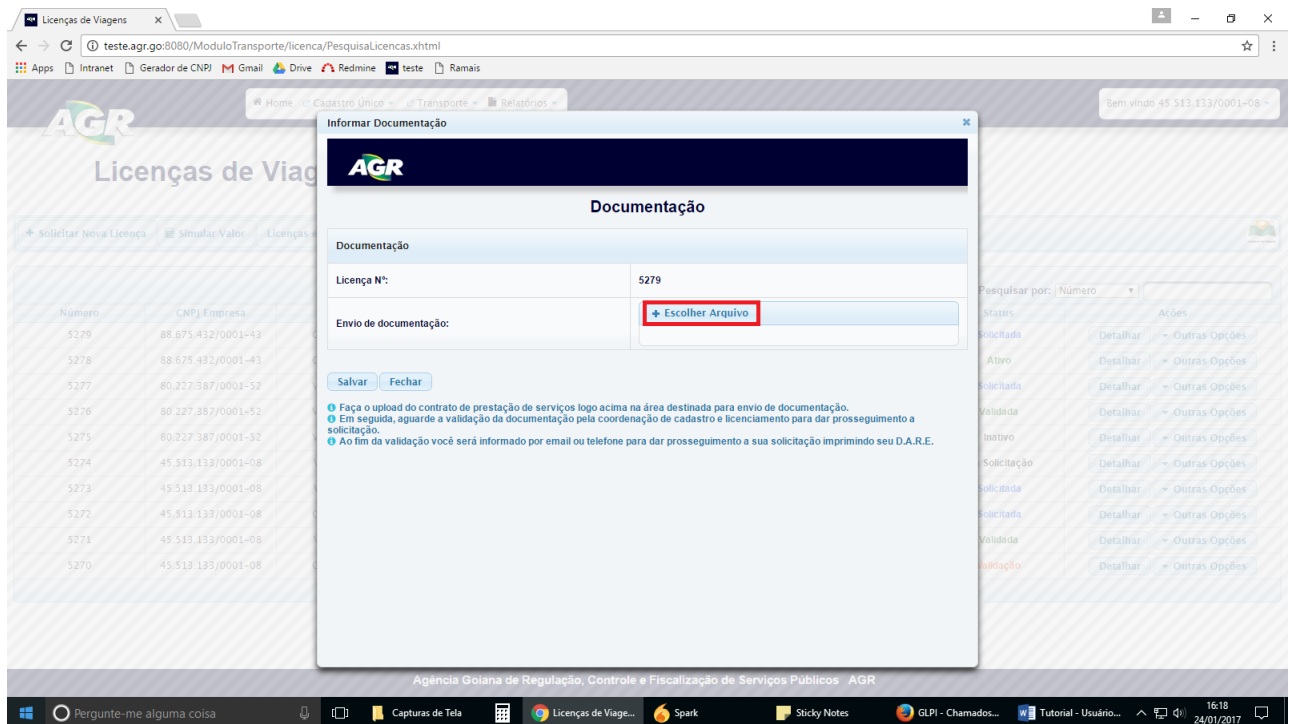 Licenças de Viagens
teste.agr.go:8080/ModuloTransporte/licenca/PesquisaLicencas.xhtml
Apps Intranet Gerador de CNPJ Gmail Drive Redmine teste Ramais
Home Cadastro Único Transporte Relatórios
Bem vindo 45.513.133/0001-08
AGR
Informar Documentação
AGR
Licenças de Viag
Documentação
+ Solicitar Nova Licença Simular Valor Licenças
Documentação
Licença Nº: 5279
Envio de documentação:
+ Escolher Arquivo
Pesquisar por: Número
Número CNPJ Empresa Status Ações
5279 88.675.432/0001-43 Solicitada Detalhar Outras Opções
5278 88.675.432/0001-43 Ativo Detalhar Outras Opções
5277 80.227.387/0001-52 Solicitada Detalhar Outras Opções
5276 80.227.387/0001-52 Validada Detalhar Outras Opções
5275 80.227.387/0001-52 Inativo Detalhar Outras Opções
5274 45.513.133/0001-08 Solicitação Detalhar Outras Opções
5273 45.513.133/0001-08 Solicitada Detalhar Outras Opções
5272 45.513.133/0001-08 Solicitada Detalhar Outras Opções
5271 45.513.133/0001-08 Validada Detalhar Outras Opções
5270 45.513.133/0001-08 Validação Detalhar Outras Opções
Salvar Fechar
Faça o upload do contrato de prestação de serviços logo acima na área destinada para envio de documentação.
Em seguida, aguarde a validação da documentação pela coordenação de cadastro e licenciamento para dar prosseguimento a
solicitação.
Ao fim da validação você será informado por email ou telefone para dar prosseguimento a sua solicitação imprimindo seu D.A.R.E.
Agência Goiana de Regulação, Controle e Fiscalização de Serviços Públicos AGR
Pergunte-me alguma coisa
Capturas de Tela
Licenças de Viage...
Spark
Sticky Notes
GLPI - Chamados...
Tutorial - Usuário...
16:18
24/01/2017